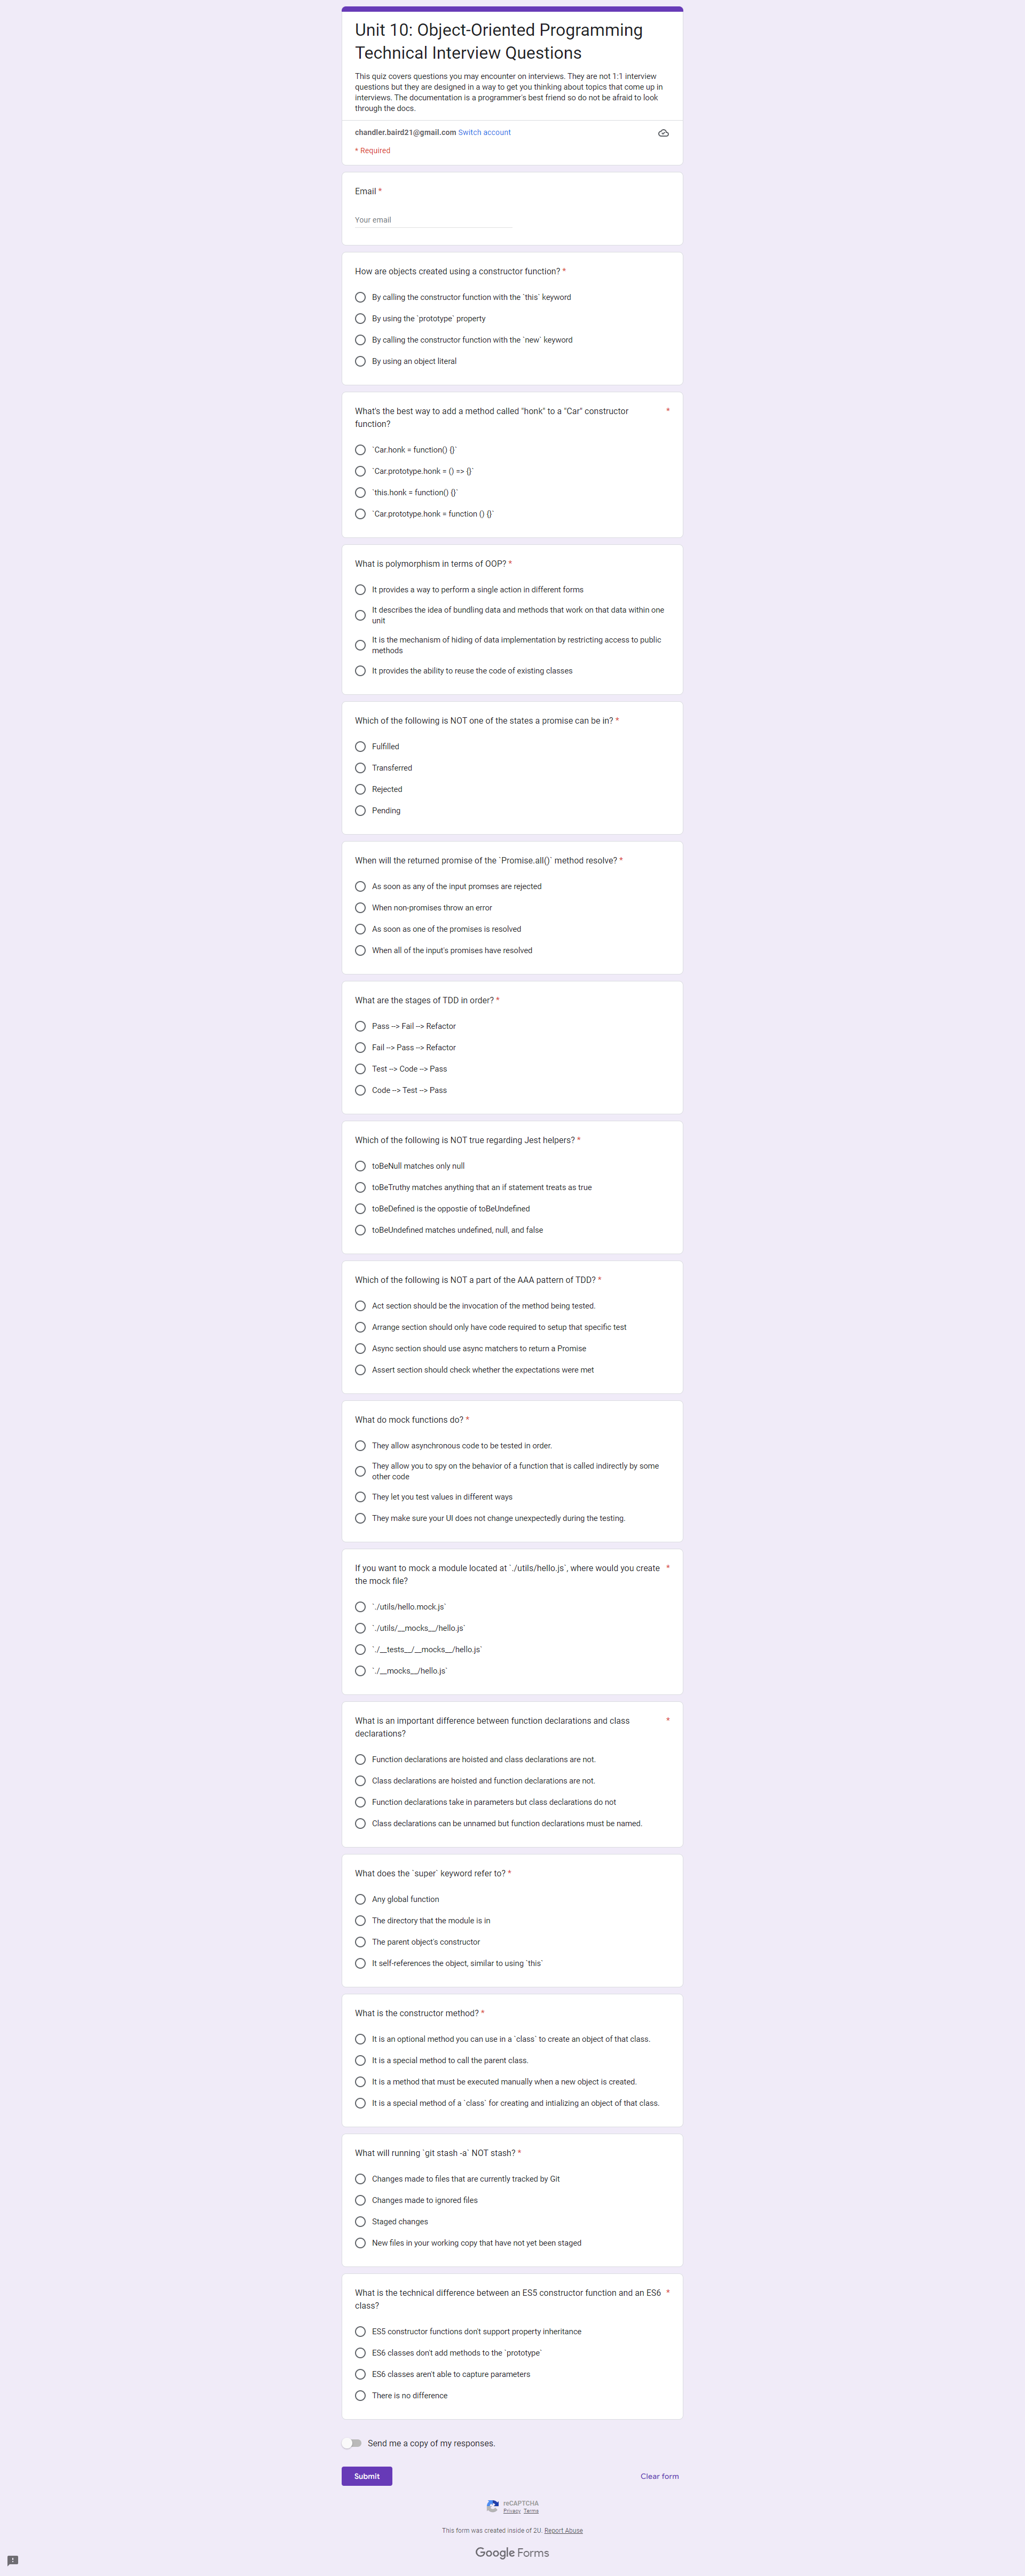 Unit 10: Object-Oriented Programming
Technical Interview Questions
This quiz covers questions you may encounter on interviews. They are not 1:1 interview
questions but they are designed in a way to get you thinking about topics that come up in
interviews. The documentation is a programmer's best friend so do not be afraid to look
through the docs.
chandler.baird21@gmail.com Switch account
* Required
Email *
Your email
How are objects created using a constructor function? *
By calling the constructor function with the `this` keyword
By using the `prototype` property
By calling the constructor function with the `new` keyword
By using an object literal
What's the best way to add a method called "honk" to a "Car" constructor *
function?
`Car.honk = function() {}`
`Car.prototype.honk = () => {}`
`this.honk = function() {}`
`Car.prototype.honk = function () {}`
What is polymorphism in terms of OOP? *
It provides a way to perform a single action in different forms
It describes the idea of bundling data and methods that work on that data within one
unit
It is the mechanism of hiding of data implementation by restricting access to public
methods
It provides the ability to reuse the code of existing classes
Which of the following is NOT one of the states a promise can be in? *
Fulfilled
Transferred
Rejected
Pending
When will the returned promise of the `Promise.all()` method resolve? *
As soon as any of the input promses are rejected
When non-promises throw an error
As soon as one of the promises is resolved
When all of the input's promises have resolved
What are the stages of TDD in order? *
Pass --> Fail --> Refactor
Fail --> Pass --> Refactor
Test --> Code --> Pass
Code --> Test --> Pass
Which of the following is NOT true regarding Jest helpers? *
toBeNull matches only null
toBeTruthy matches anything that an if statement treats as true
toBeDefined is the oppostie of toBeUndefined
toBeUndefined matches undefined, null, and false
Which of the following is NOT a part of the AAA pattern of TDD? *
Act section should be the invocation of the method being tested.
Arrange section should only have code required to setup that specific test
Async section should use async matchers to return a Promise
Assert section should check whether the expectations were met
What do mock functions do? *
They allow asynchronous code to be tested in order.
They allow you to spy on the behavior of a function that is called indirectly by some
other code
They let you test values in different ways
They make sure your UI does not change unexpectedly during the testing.
If you want to mock a module located at `./utils/hello.js`, where would you create *
the mock file?
`./utils/hello.mock.js`
`./utils/__mocks__/hello.js`
`./__tests__/__mocks__/hello.js`
`./__mocks__/hello.js`
What is an important difference between function declarations and class *
declarations?
Function declarations are hoisted and class declarations are not.
Class declarations are hoisted and function declarations are not.
Function declarations take in parameters but class declarations do not
Class declarations can be unnamed but function declarations must be named.
What does the `super` keyword refer to? *
Any global function
The directory that the module is in
The parent object's constructor
It self-references the object, similar to using `this`
What is the constructor method? *
It is an optional method you can use in a `class` to create an object of that class.
It is a special method to call the parent class.
It is a method that must be executed manually when a new object is created.
It is a special method of a `class` for creating and intializing an object of that class.
What will running `git stash -a` NOT stash? *
Changes made to files that are currently tracked by Git
Changes made to ignored files
Staged changes
New files in your working copy that have not yet been staged
What is the technical difference between an ES5 constructor function and an ES6 *
class?
ES5 constructor functions don't support property inheritance
ES6 classes don't add methods to the `prototype`
ES6 classes aren't able to capture parameters
There is no difference
Send me a copy of my responses.
Submit
Clear form
reCAPTCHA
Privacy Terms
This form was created inside of 2U. Report Abuse
Google Forms